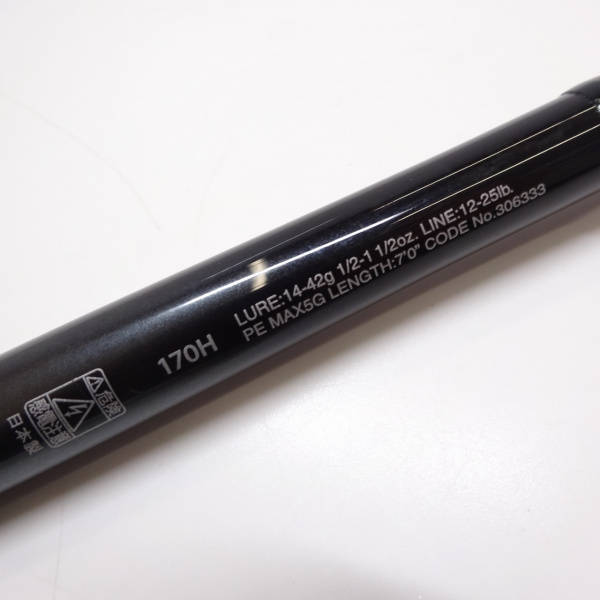 LURE:14-42g 1/2-1 1/2oz. LINE:12-25lb.
PE MAX5G LENGTH:7'0" CODE No.306333
170H
危険
感電注意
日本製